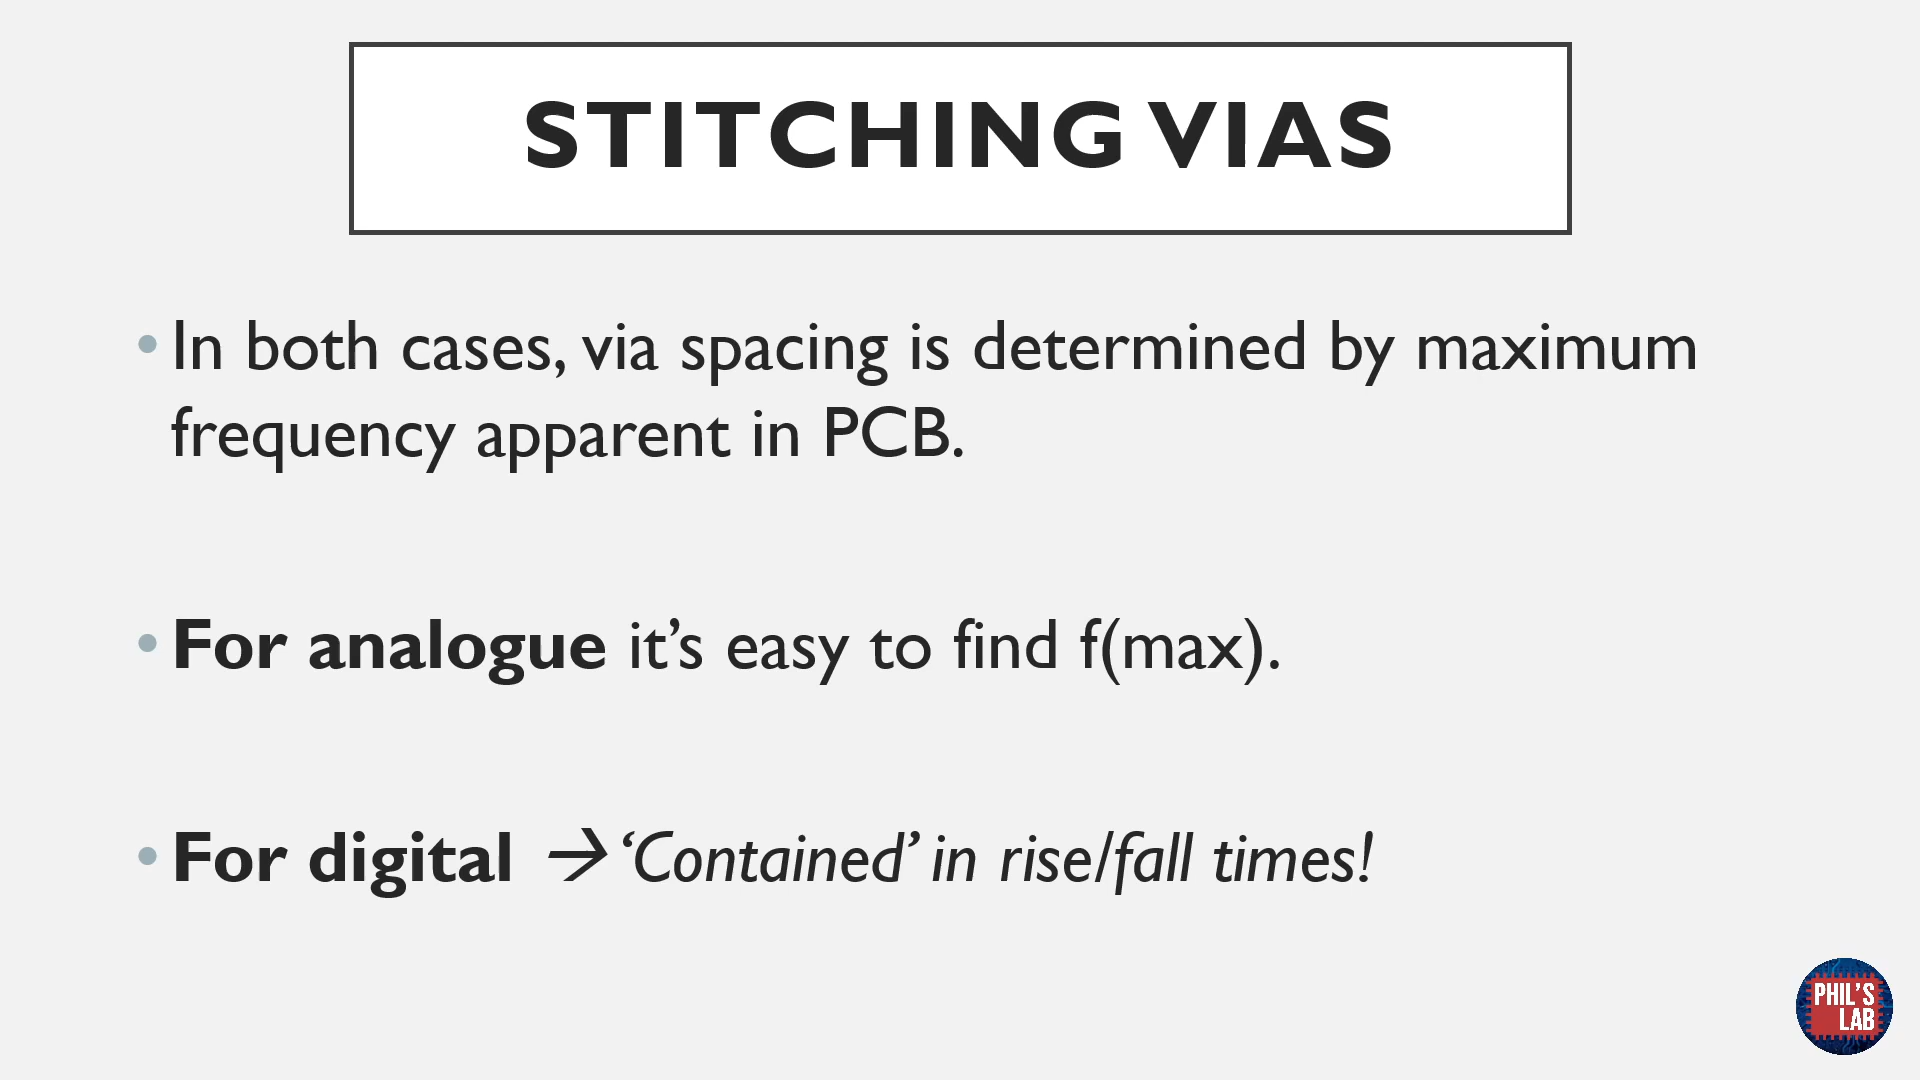 STITCHING VIAS
• In both cases, via spacing is determined by maximum
frequency apparent in PCB.
• For analogue it’s easy to find f(max).
• For digital → ‘Contained’ in rise/fall times!
PHIL’S
LAB